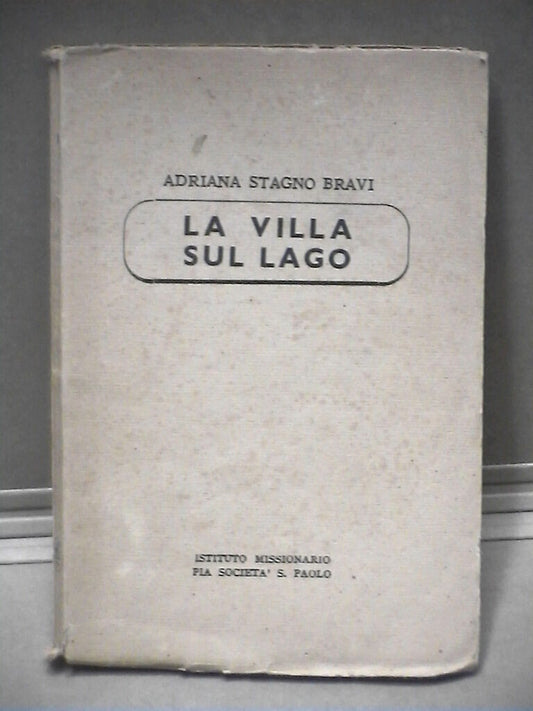 ADRIANA STAGNO BRAVI
LA VILLA
SUL LAGO
ISTITUTO MISSIONARIO
PIA SOCIETA' S. PAOLO